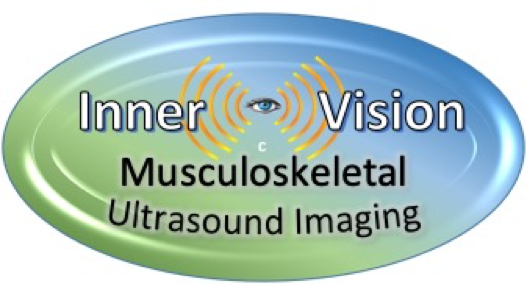 Inner Vision
c
Musculoskeletal
Ultrasound Imaging